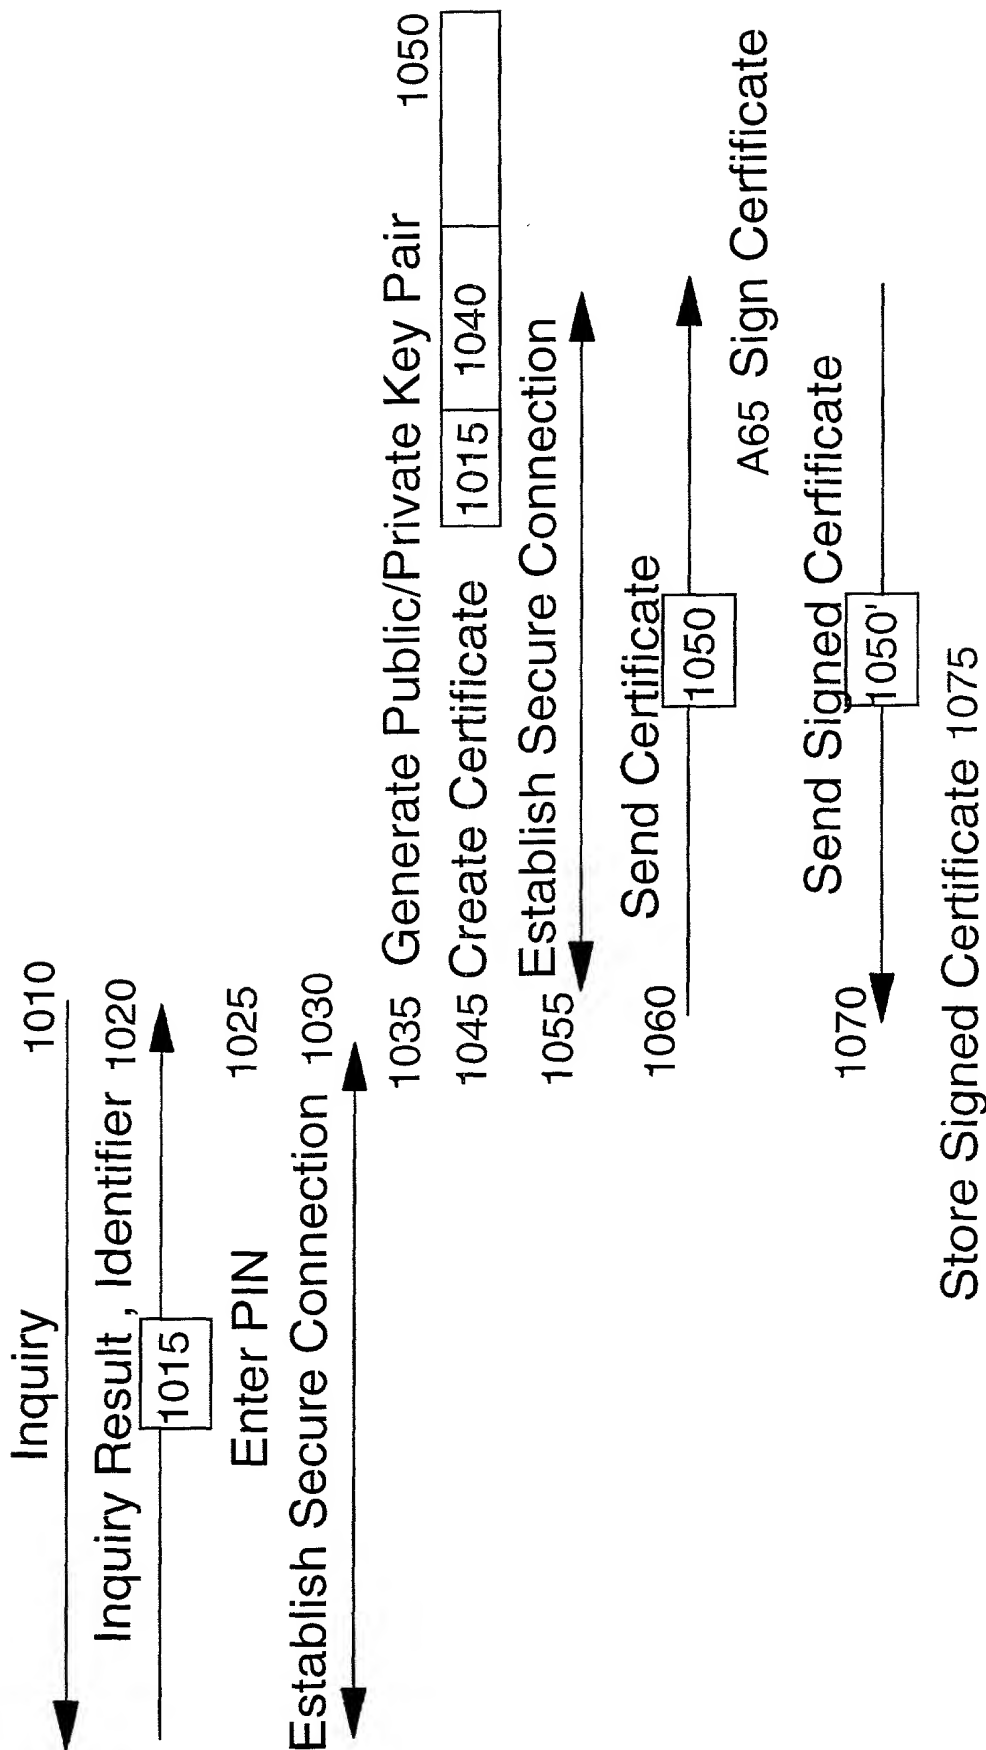 Inquiry 1010
Inquiry Result , Identifier 1020
1015
Enter PIN 1025
Establish Secure Connection 1030
1035 Generate Public/Private Key Pair
1050
1045 Create Certificate 1015 1040
1055 Establish Secure Connection
1060 Send Certificate
1050
A65 Sign Cerfificate
1070 Send Signed Cerfificate
1050'
Store Signed Certificate 1075